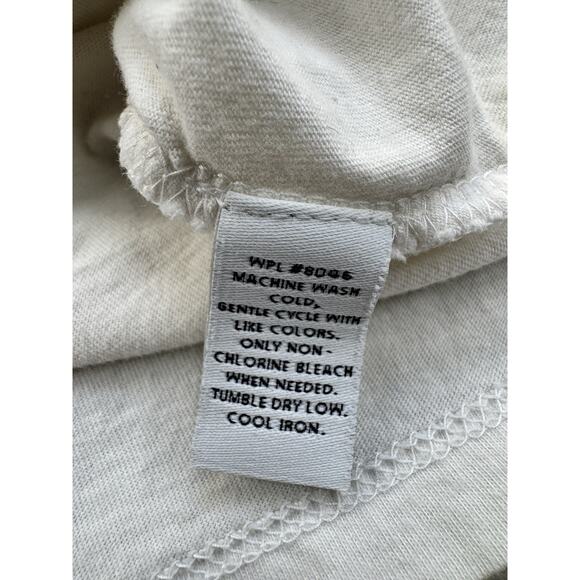 WPL #8046
MACHINE WASH
COLD,
GENTLE CYCLE WITH
LIKE COLORS.
ONLY NON-
CHLORINE BLEACH
WHEN NEEDED.
TUMBLE DRY LOW.
COOL IRON.